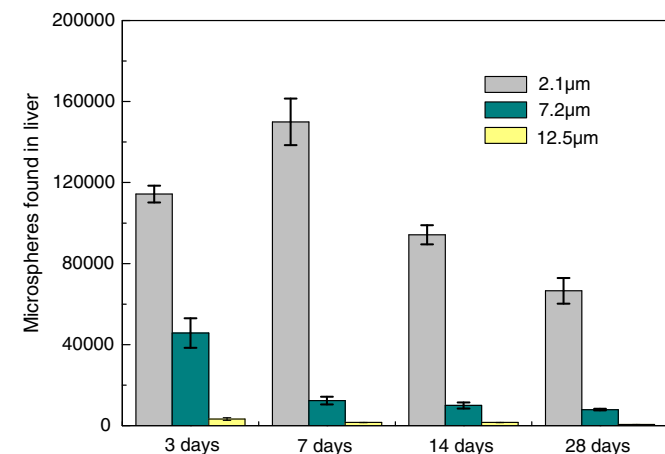 Microspheres found in liver
200000
160000
120000
80000
40000
0
2.1μm
7.2μm
12.5μm
3 days
7 days
14 days
28 days